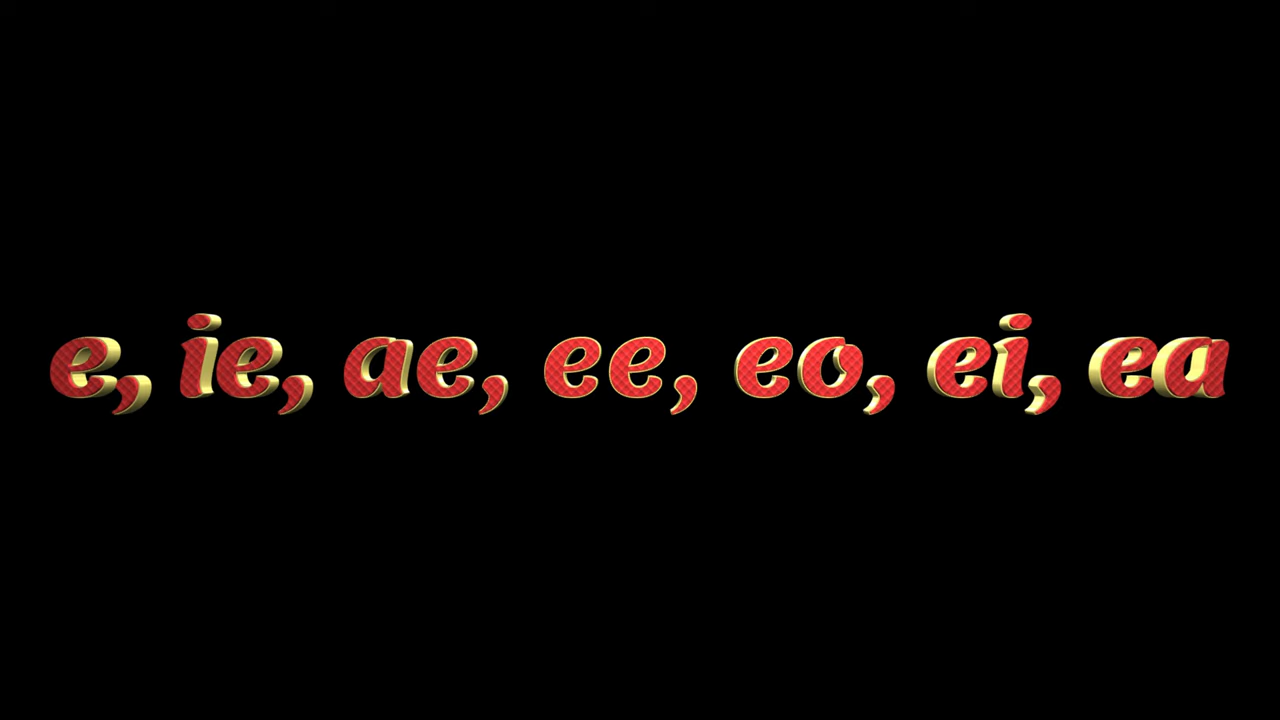 e, ie, ae, ee, eo, ei, ea